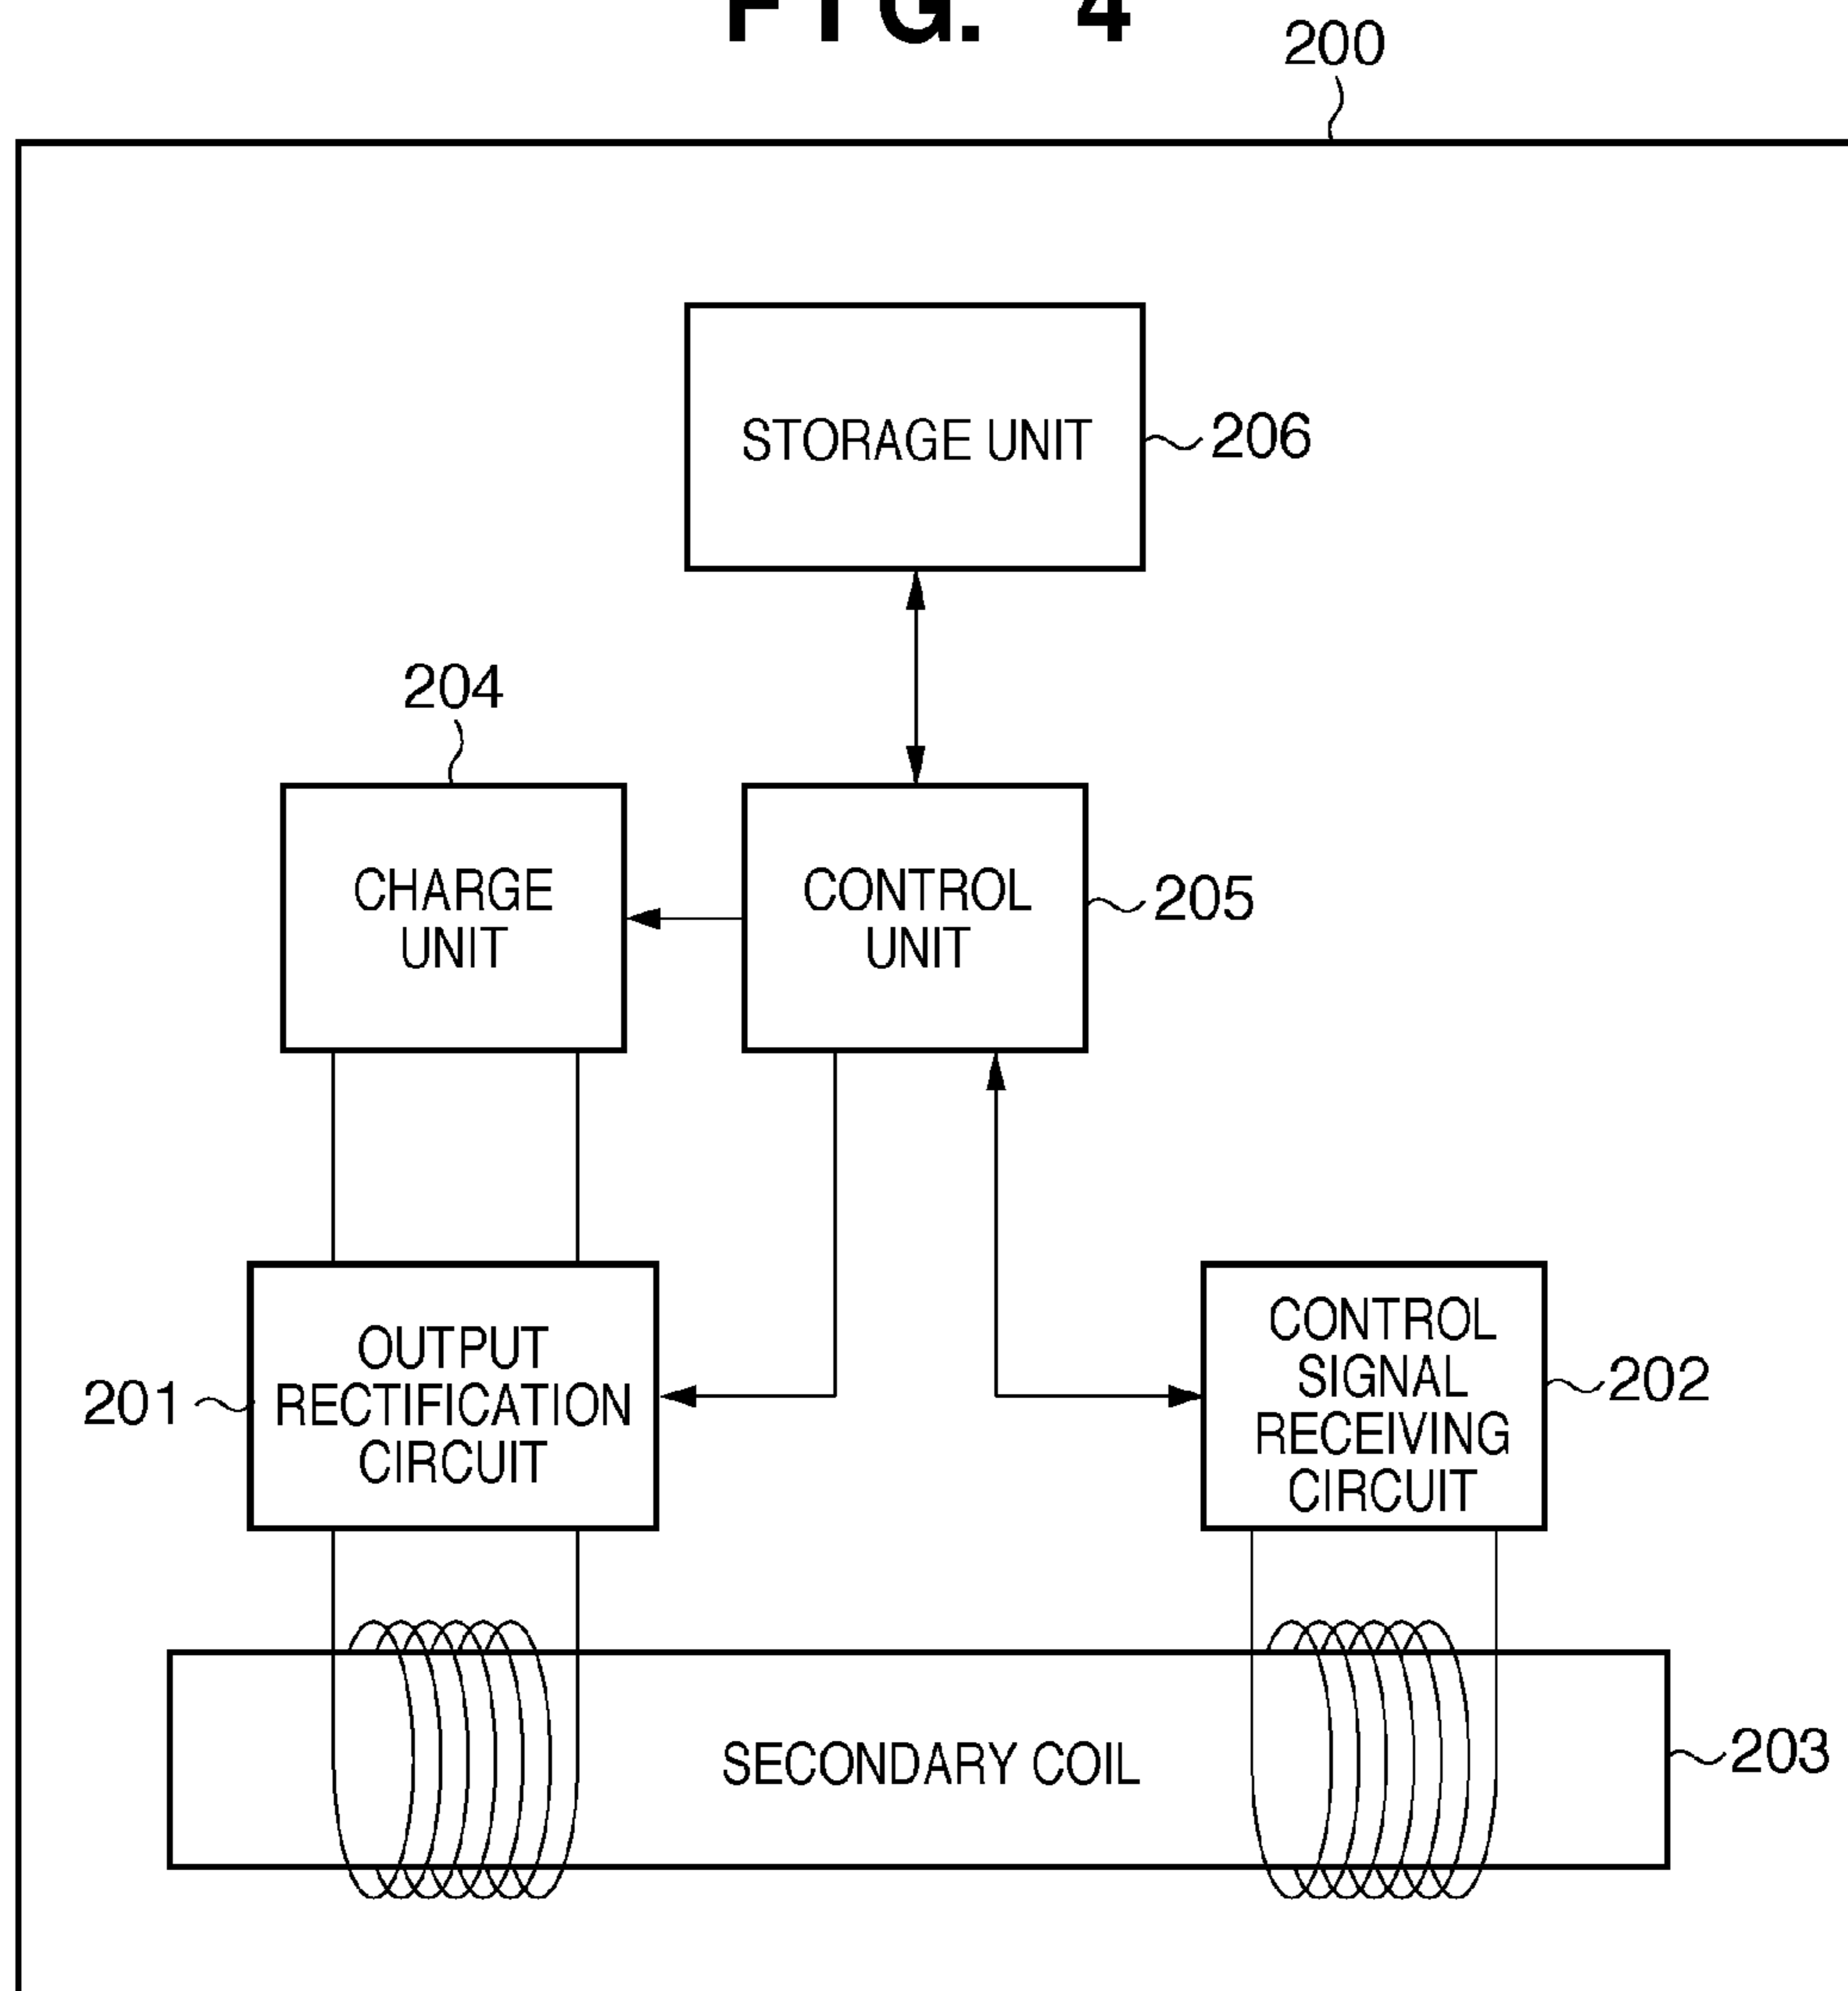 FIG. 4
200
STORAGE UNIT
206
204
CHARGE
UNIT
CONTROL
UNIT
205
201
OUTPUT
RECTIFICATION
CIRCUIT
CONTROL
SIGNAL
RECEIVING
CIRCUIT
202
SECONDARY COIL
203